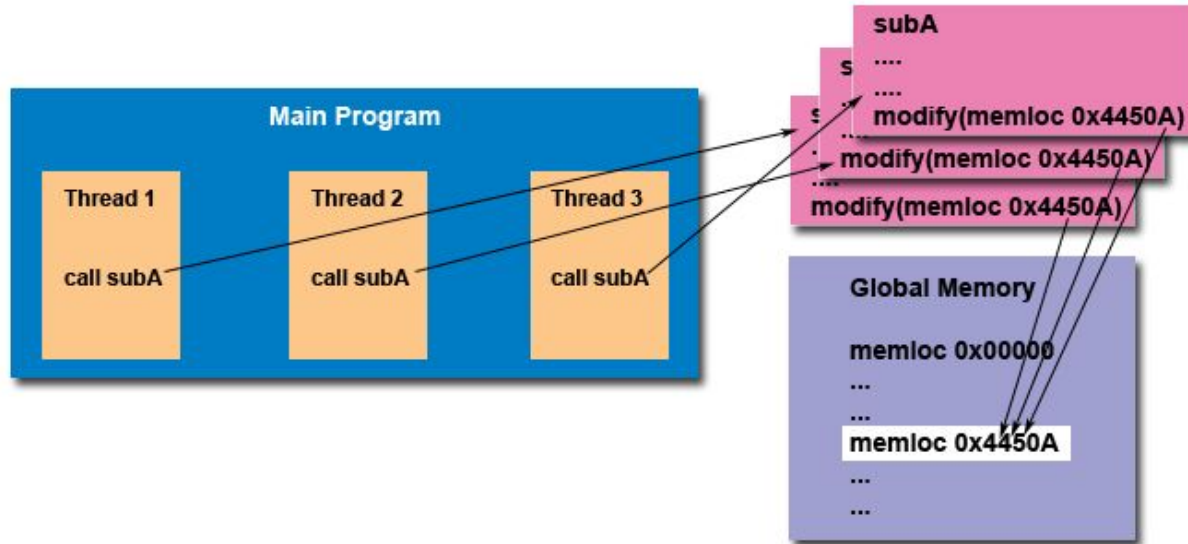 Main Program
Thread 1
call subA
Thread 2
call subA
Thread 3
call subA
subA
....
....
modify(memloc 0x4450A)
s
..
modify(memloc 0x4450A)
s
.
....
modify(memloc 0x4450A)
Global Memory
memloc 0x00000
...
...
memloc 0x4450A
...
...